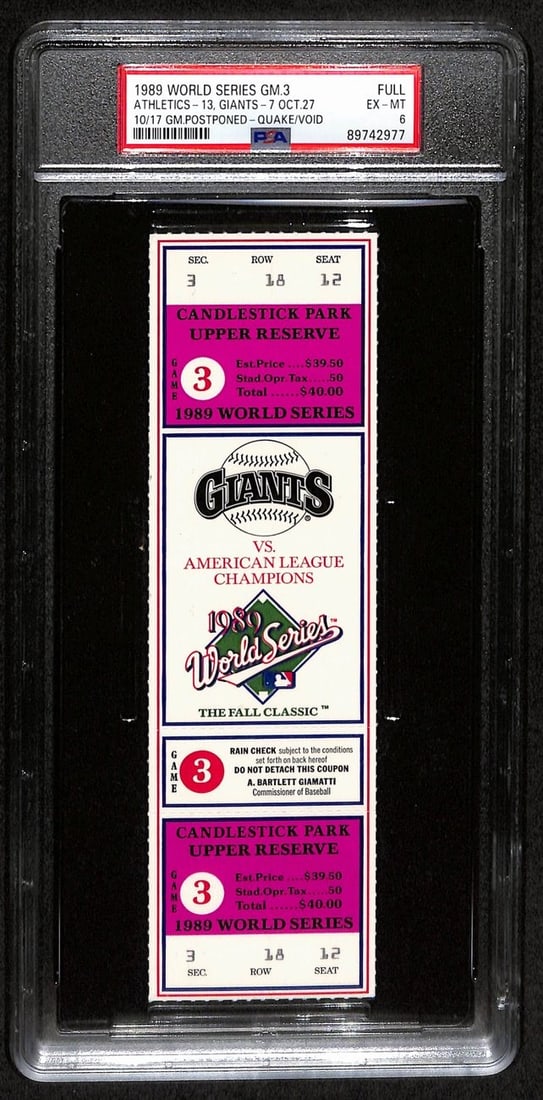 1989 WORLD SERIES GM.3 FULL
ATHLETICS-13, GIANTS-7 OCT.27 EX-MT
10/17 GM.POSTPONED-QUAKE/VOID 6
PSA 89742977
SEC. ROW SEAT
3 18 12
CANDLESTICK PARK
UPPER RESERVE
GAME 3
Est.Price ....$39.50
Stad.Opr.Tax.....50
Total ......$40.00
1989 WORLD SERIES
GIANTS®
VS.
AMERICAN LEAGUE
CHAMPIONS
1989
World Series™
THE FALL CLASSIC™
GAME 3
RAIN CHECK subject to the conditions
set forth on back hereof
DO NOT DETACH THIS COUPON
A. BARTLETT GIAMATTI
Commissioner of Baseball
CANDLESTICK PARK
UPPER RESERVE
GAME 3
Est.Price ....$39.50
Stad.Opr.Tax.....50
Total ......$40.00
1989 WORLD SERIES
3 18 12
SEC. ROW SEAT